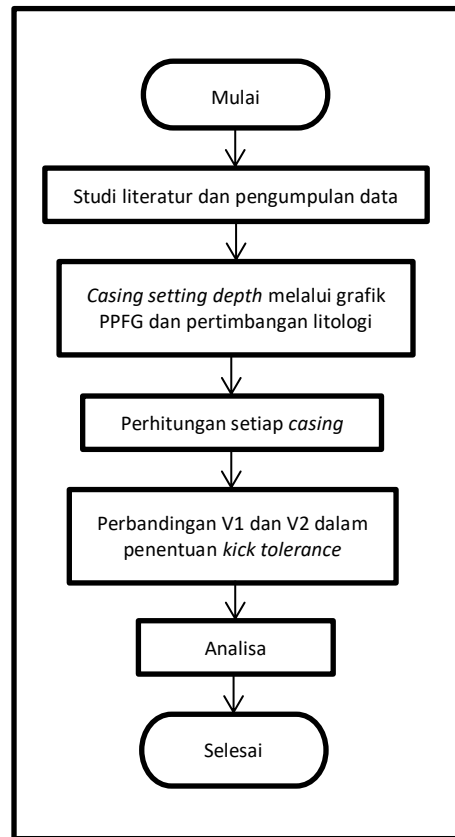 Mulai
Studi literatur dan pengumpulan data
Casing setting depth melalui grafik
PPFG dan pertimbangan litologi
Perhitungan setiap casing
Perbandingan V1 dan V2 dalam
penentuan kick tolerance
Analisa
Selesai